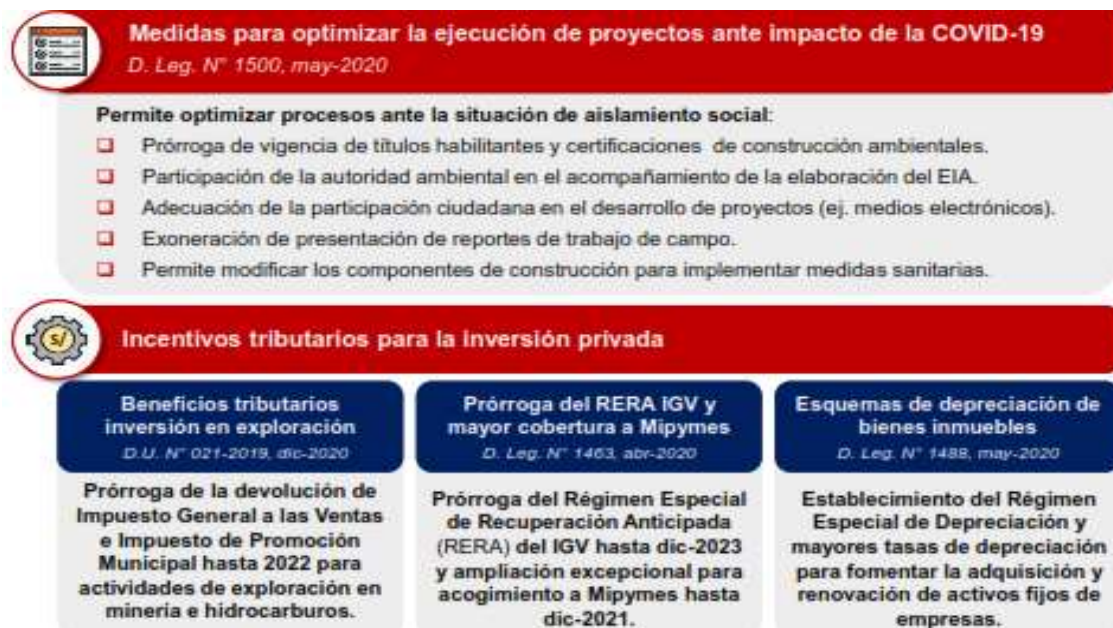 Medidas para optimizar la ejecución de proyectos ante impacto de la COVID-19
D. Leg. N° 1500, may-2020
Permite optimizar procesos ante la situación de aislamiento social:
Prórroga de vigencia de títulos habilitantes y certificaciones de construcción ambientales.
Participación de la autoridad ambiental en el acompañamiento de la elaboración del EIA.
Adecuación de la participación ciudadana en el desarrollo de proyectos (ej. medios electrónicos).
Exoneración de presentación de reportes de trabajo de campo.
Permite modificar los componentes de construcción para implementar medidas sanitarias.
S/
Incentivos tributarios para la inversión privada
Beneficios tributarios
inversión en exploración
D.U. N° 021-2019, dic-2020
Prórroga de la devolución de
Impuesto General a las Ventas
e Impuesto de Promoción
Municipal hasta 2022 para
actividades de exploración en
minería e hidrocarburos.
Prórroga del RERA IGV y
mayor cobertura a Mipymes
D. Leg. N° 1463, abr-2020
Prórroga del Régimen Especial
de Recuperación Anticipada
(RERA) del IGV hasta dic-2023
y ampliación excepcional para
acogimiento a Mipymes hasta
dic-2021.
Esquemas de depreciación de
bienes inmuebles
D. Leg. N° 1488, may-2020
Establecimiento del Régimen
Especial de Depreciación y
mayores tasas de depreciación
para fomentar la adquisición y
renovación de activos fijos de
empresas.